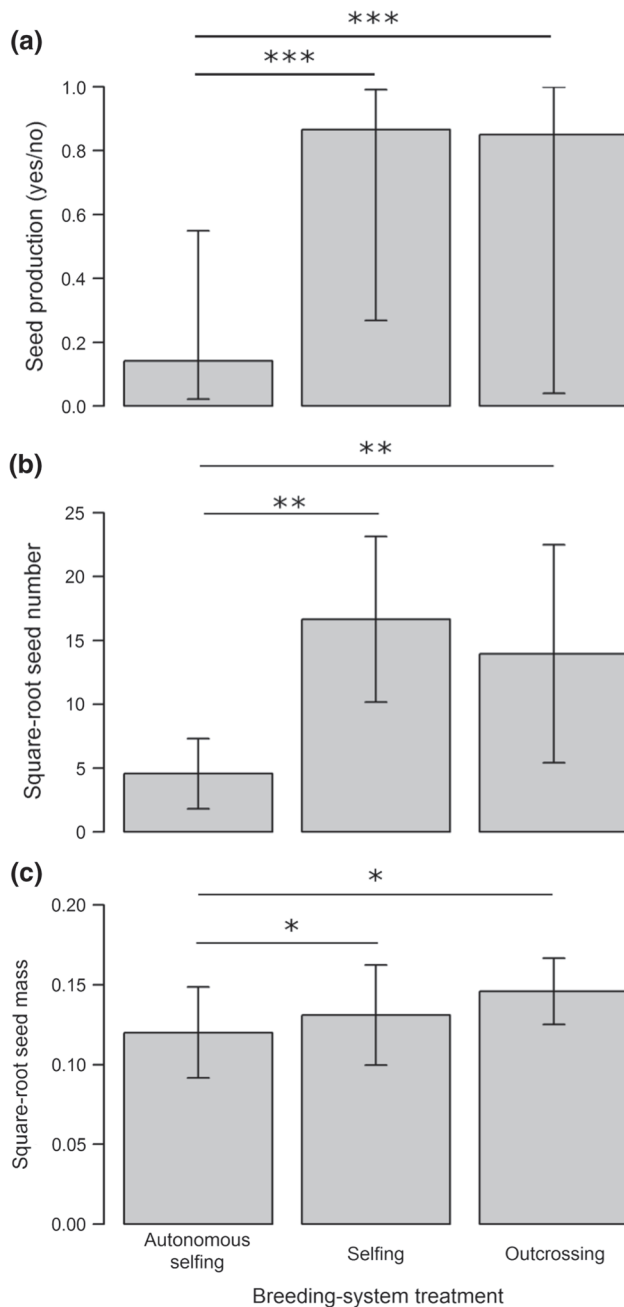 (a)
***
***
Seed production (yes/no)
1.0
0.8
0.6
0.4
0.2
0.0
(b)
**
**
Square-root seed number
25
20
15
10
5
0
(c)
*
*
Square-root seed mass
0.20
0.15
0.10
0.05
0.00
Autonomous
selfing
Selfing
Outcrossing
Breeding-system treatment